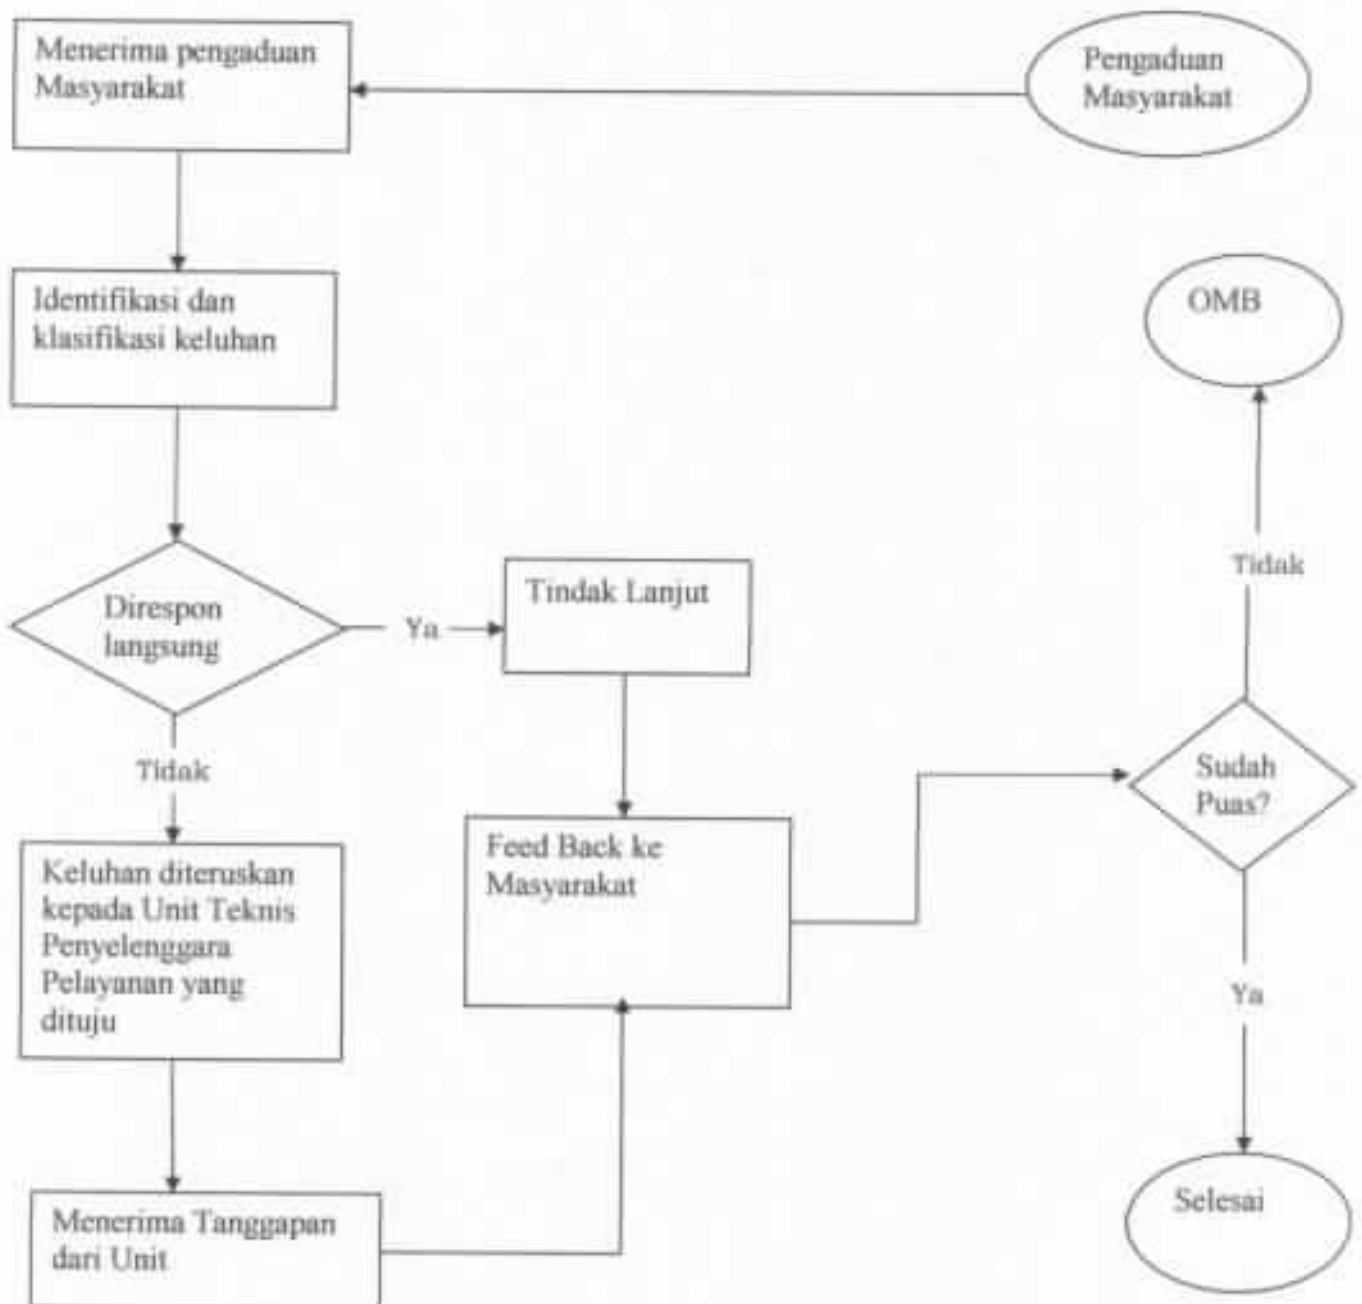 Menerima pengaduan
Masyarakat
Pengaduan
Masyarakat
Identifikasi dan
klasifikasi keluhan
OMB
Direspon
langsung
Ya
Tindak Lanjut
Tidak
Tidak
Sudah
Puas?
Keluhan diteruskan
kepada Unit Teknis
Penyelenggara
Pelayanan yang
dituju
Feed Back ke
Masyarakat
Ya
Menerima Tanggapan
dari Unit
Selesai